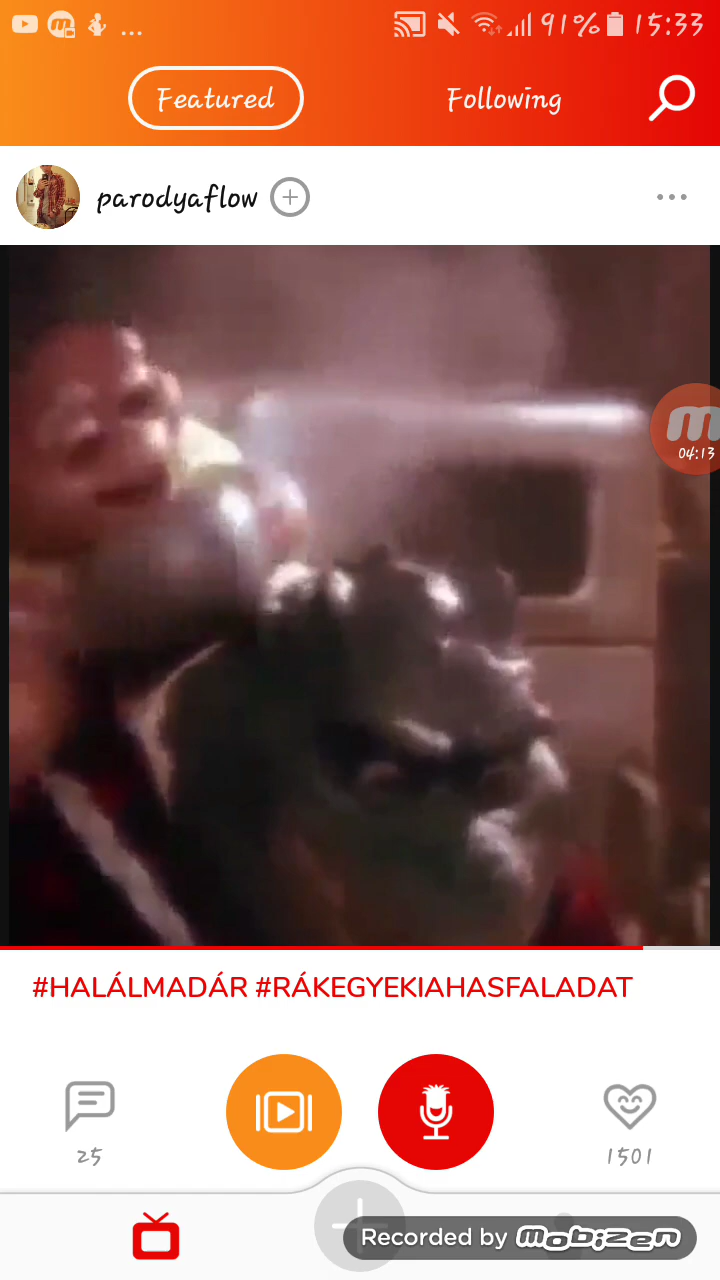 ... 91% 15:33
Featured Following
parodyaflow
04:13
#HALÁLMADÁR #RÁKEGYEKIAHASFALADAT
25 1501
Recorded by mobizen